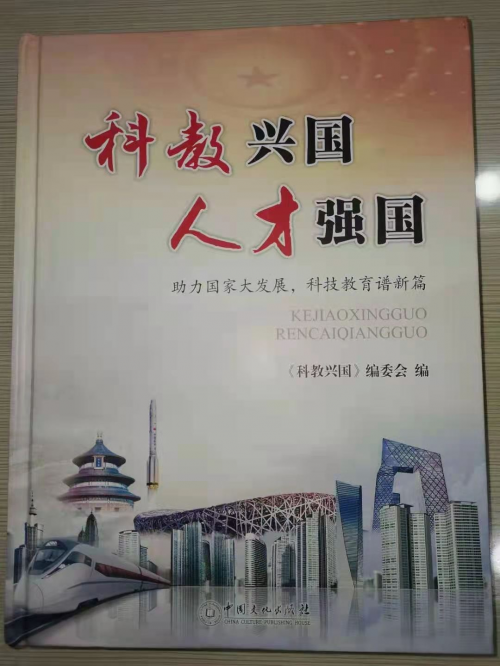 科教兴国
人才强国
助力国家大发展，科技教育谱新篇
KEJIAOXINGGUO
RENCAIQIANGGUO
《科教兴国》编委会 编
中国文化出版社
CHINA CULTURE PUBLISHING HOUSE